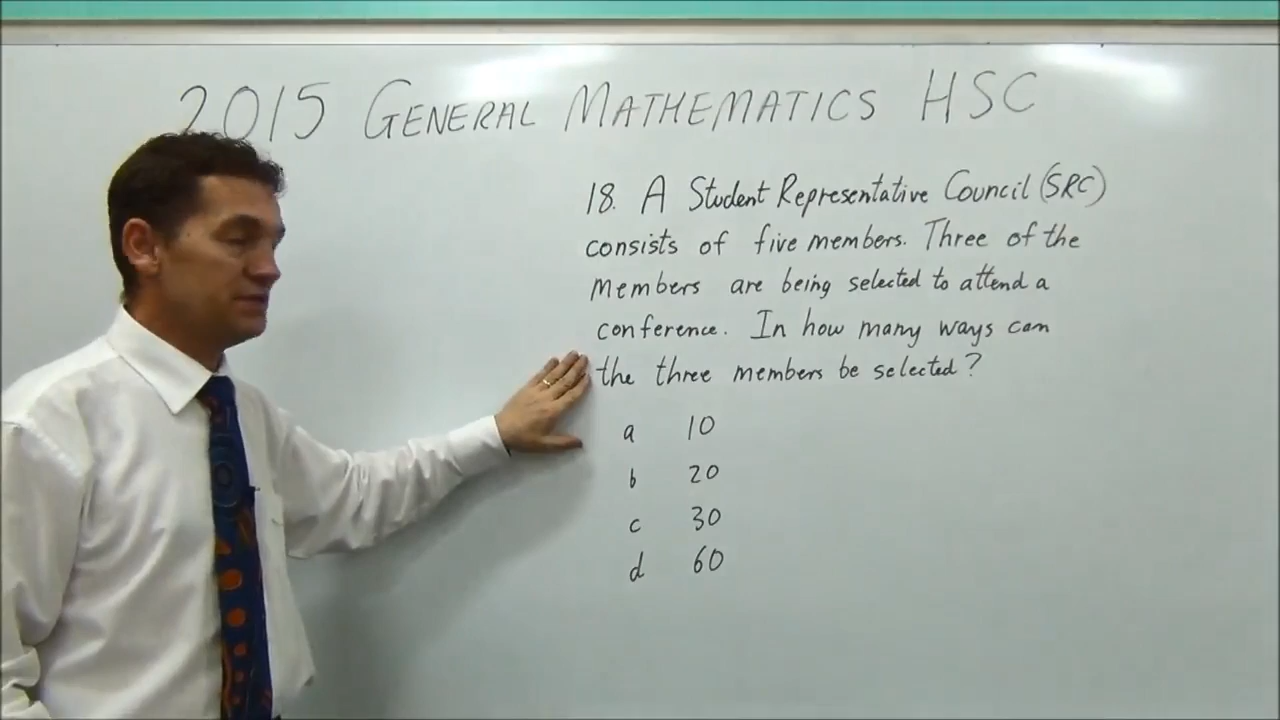 2015 GENERAL MATHEMATICS HSC
18. A Student Representative Council (SRC)
consists of five members. Three of the
members are being selected to attend a
conference. In how many ways can
the three members be selected?
a 10
b 20
c 30
d 60